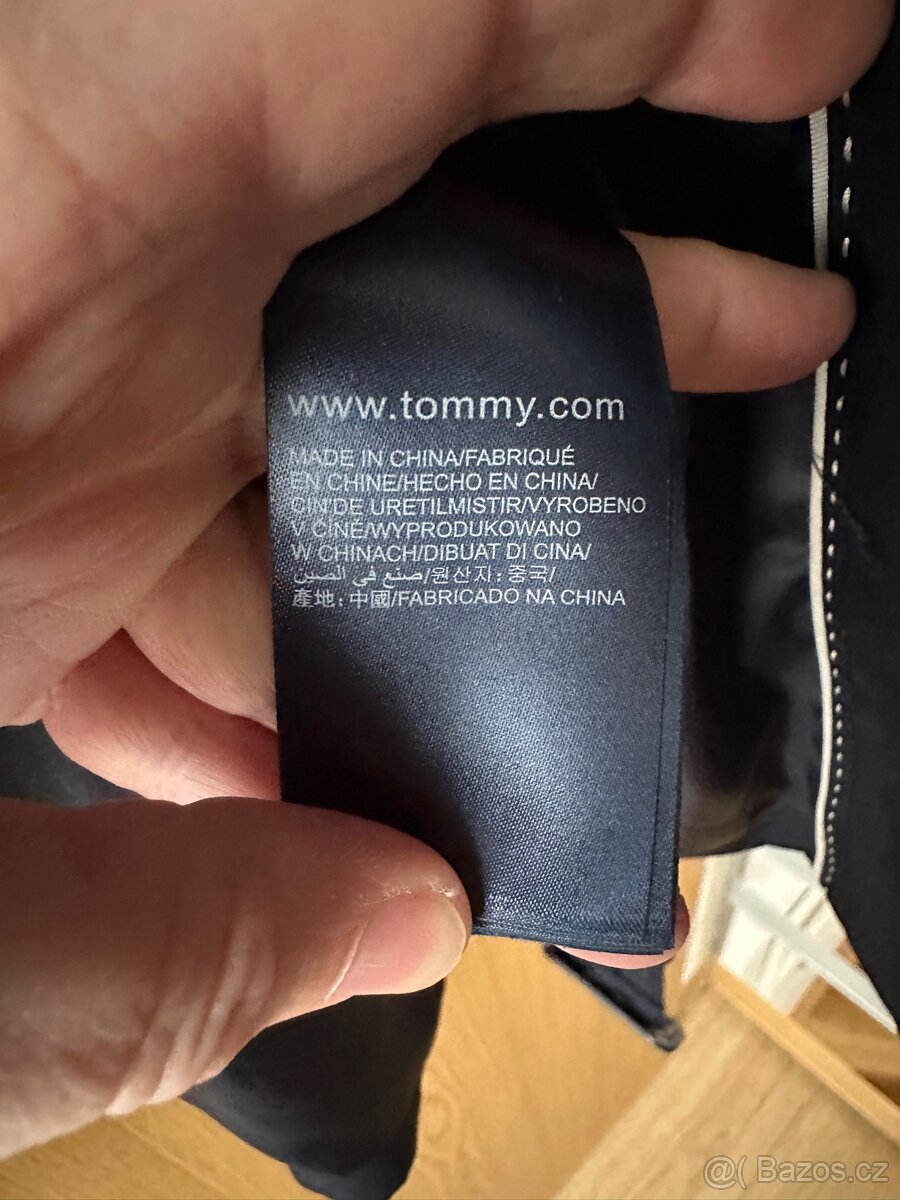 www.tommy.com
MADE IN CHINA/FABRIQUÉ
EN CHINE/HECHO EN CHINA/
ÇIN'DE URETILMISTIR/VYROBENO
V ČÍNĚ/WYPRODUKOWANO
W CHINACH/DIBUAT DI CINA/
صنع في الصين/원산지: 중국/
產地: 中國/FABRICADO NA CHINA
@( Bazos.cz